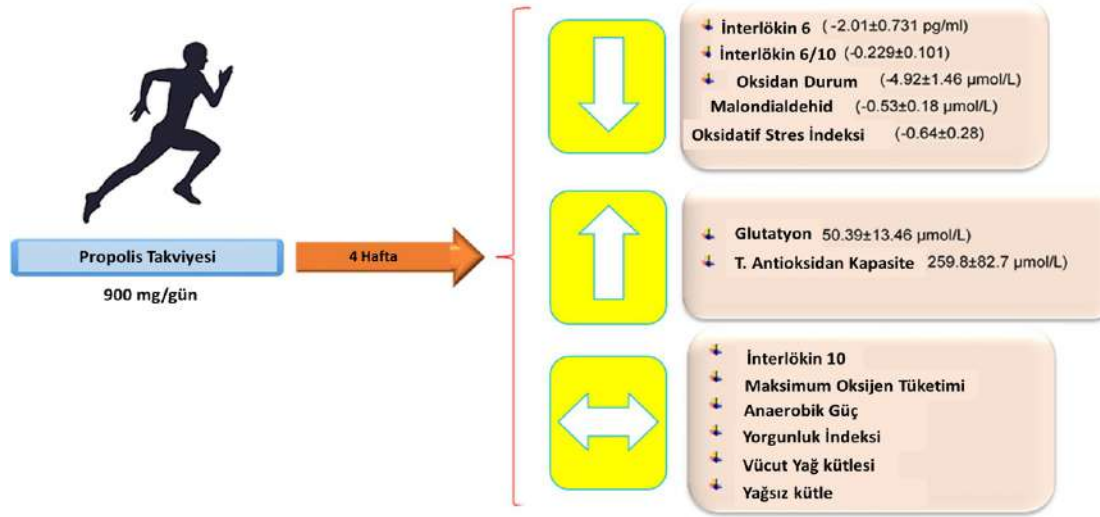 Propolis Takviyesi
900 mg/gün
4 Hafta
İnterlökin 6 (-2.01±0.731 pg/ml)
İnterlökin 6/10 (-0.229±0.101)
Oksidan Durum (-4.92±1.46 µmol/L)
Malondialdehid (-0.53±0.18 µmol/L)
Oksidatif Stres İndeksi (-0.64±0.28)
Glutatyon 50.39±13.46 µmol/L)
T. Antioksidan Kapasite 259.8±82.7 µmol/L)
İnterlökin 10
Maksimum Oksijen Tüketimi
Anaerobik Güç
Yorgunluk İndeksi
Vücut Yağ kütlesi
Yağsız kütle